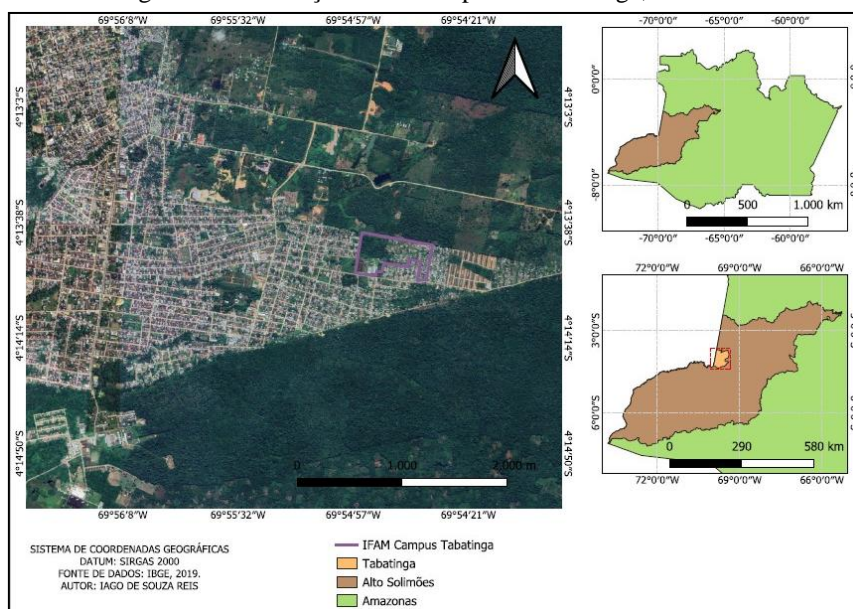 69°56'8"W 69°55'32"W 69°54'57"W 69°54'21"W
4°13'3"S 4°13'3"S
4°13'38"S 4°13'38"S
4°14'14"S 4°14'14"S
4°14'50"S 4°14'50"S
0 1.000 2.000 m
69°56'8"W 69°55'32"W 69°54'57"W 69°54'21"W
-70°0'0" -65°0'0" -60°0'0"
0°0'0"
-8°0'0"
0 500 1.000 km
-70°0'0" -65°0'0" -60°0'0"
72°0'0"W 69°0'0"W 66°0'0"W
3°0'0"S
6°0'0"S
0 290 580 km
72°0'0"W 69°0'0"W 66°0'0"W
SISTEMA DE COORDENADAS GEOGRÁFICAS
DATUM: SIRGAS 2000
FONTE DE DADOS: IBGE, 2019.
AUTOR: IAGO DE SOUZA REIS
IFAM Campus Tabatinga
Tabatinga
Alto Solimões
Amazonas